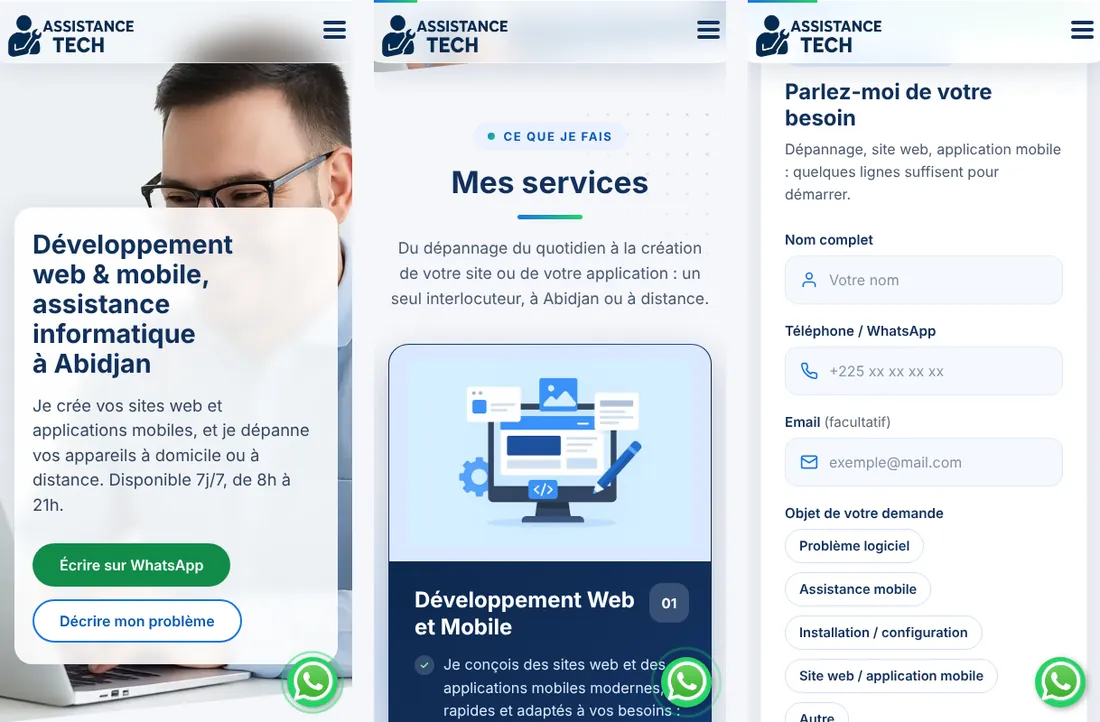 ASSISTANCE
TECH
Développement
web & mobile,
assistance
informatique
à Abidjan
Je crée vos sites web et
applications mobiles, et je dépanne
vos appareils à domicile ou à
distance. Disponible 7j/7, de 8h à
21h.
Écrire sur WhatsApp
Décrire mon problème
ASSISTANCE
TECH
CE QUE JE FAIS
Mes services
Du dépannage du quotidien à la création
de votre site ou de votre application : un
seul interlocuteur, à Abidjan ou à distance.
</>
Développement Web
et Mobile
01
Je conçois des sites web et des
applications mobiles modernes,
rapides et adaptés à vos besoins :
ASSISTANCE
TECH
Parlez-moi de votre
besoin
Dépannage, site web, application mobile
: quelques lignes suffisent pour
démarrer.
Nom complet
Votre nom
Téléphone / WhatsApp
+225 xx xx xx xx
Email (facultatif)
exemple@mail.com
Objet de votre demande
Problème logiciel
Assistance mobile
Installation / configuration
Site web / application mobile
Autre